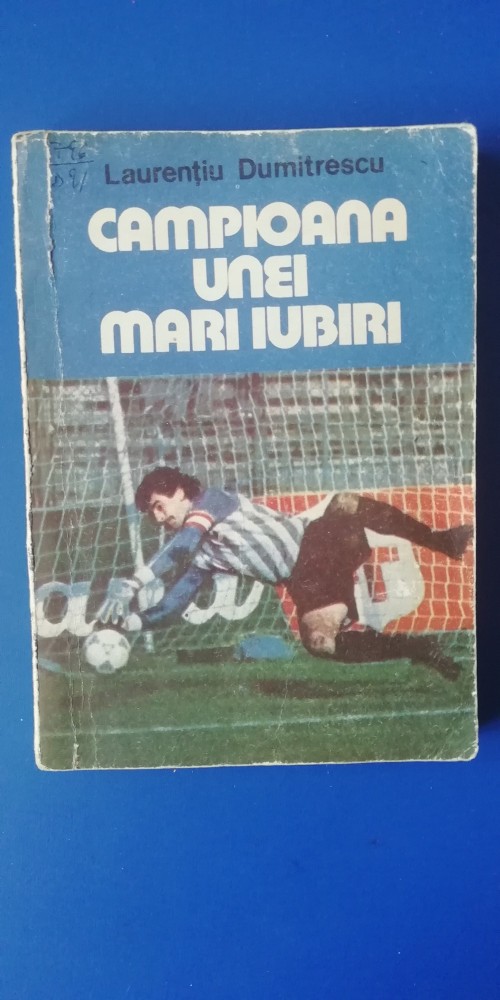 Laurențiu Dumitrescu
CAMPIOANA
UNEI
MARI IUBIRI